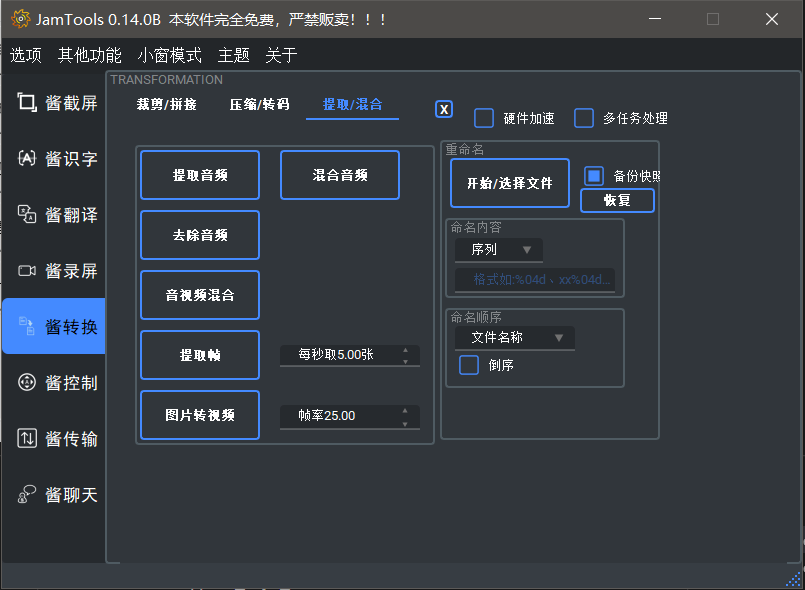 JamTools 0.14.0B 本软件完全免费，严禁贩卖！！！
选项 其他功能 小窗模式 主题 关于
酱截屏
酱识字
酱翻译
酱录屏
酱转换
酱控制
酱传输
酱聊天
TRANSFORMATION
裁剪/拼接 压缩/转码 提取/混合
X
硬件加速 多任务处理
提取音频 混合音频
去除音频
音视频混合
提取帧 每秒取5.00张
图片转视频 帧率25.00
重命名
开始/选择文件 备份快照
恢复
命名内容
序列
格式如:%04d、xx%04d...
命名顺序
文件名称
倒序